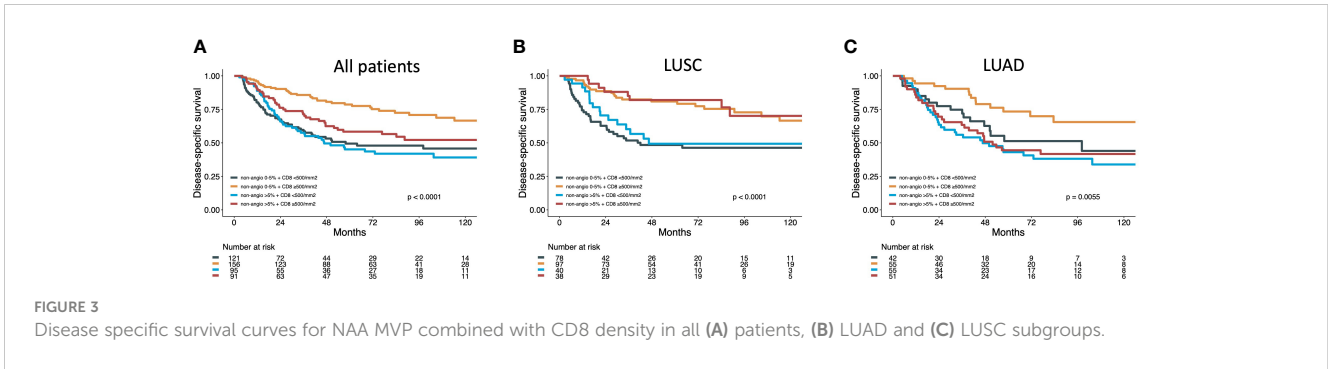 A
All patients
Disease-specific survival
1.00
0.75
0.50
0.25
0.00
non-angio 0-5% + CD8 <500/mm2
non-angio 0-5% + CD8 ≥500/mm2
non-angio >5% + CD8 <500/mm2
non-angio >5% + CD8 ≥500/mm2
p < 0.0001
0 24 48 72 96 120
Months
Number at risk
121 72 44 29 22 14
156 123 88 63 41 28
95 55 36 27 18 11
91 63 47 35 19 11
B
LUSC
Disease-specific survival
1.00
0.75
0.50
0.25
0.00
non-angio 0-5% + CD8 <500/mm2
non-angio 0-5% + CD8 ≥500/mm2
non-angio >5% + CD8 <500/mm2
non-angio >5% + CD8 ≥500/mm2
p < 0.0001
0 24 48 72 96 120
Months
Number at risk
78 42 26 20 15 11
97 73 54 41 26 19
40 21 13 10 6 3
38 29 23 19 9 5
C
LUAD
Disease-specific survival
1.00
0.75
0.50
0.25
0.00
non-angio 0-5% + CD8 <500/mm2
non-angio 0-5% + CD8 ≥500/mm2
non-angio >5% + CD8 <500/mm2
non-angio >5% + CD8 ≥500/mm2
p = 0.0055
0 24 48 72 96 120
Months
Number at risk
42 30 18 9 7 3
55 46 32 20 14 8
55 34 23 17 12 8
51 34 24 16 10 6
FIGURE 3
Disease specific survival curves for NAA MVP combined with CD8 density in all (A) patients, (B) LUAD and (C) LUSC subgroups.